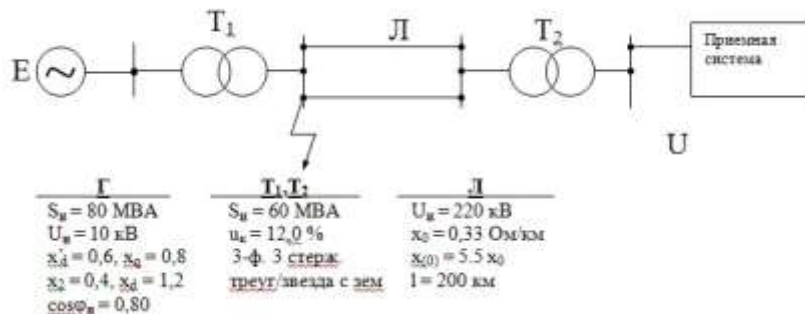 T₁
Л
T₂
Приемная
система
E
U
Г
Sн = 80 МВА
Uн = 10 кВ
x'd = 0,6, xq = 0,8
x2 = 0,4, xd = 1,2
cosφн = 0,80
T₁,T₂
Sн = 60 МВА
uк = 12,0 %
3-ф. 3 стерж.
треуг/звезда с зем
Л
Uн = 220 кВ
x0 = 0,33 Ом/км
x(0) = 5.5 x0
l = 200 км